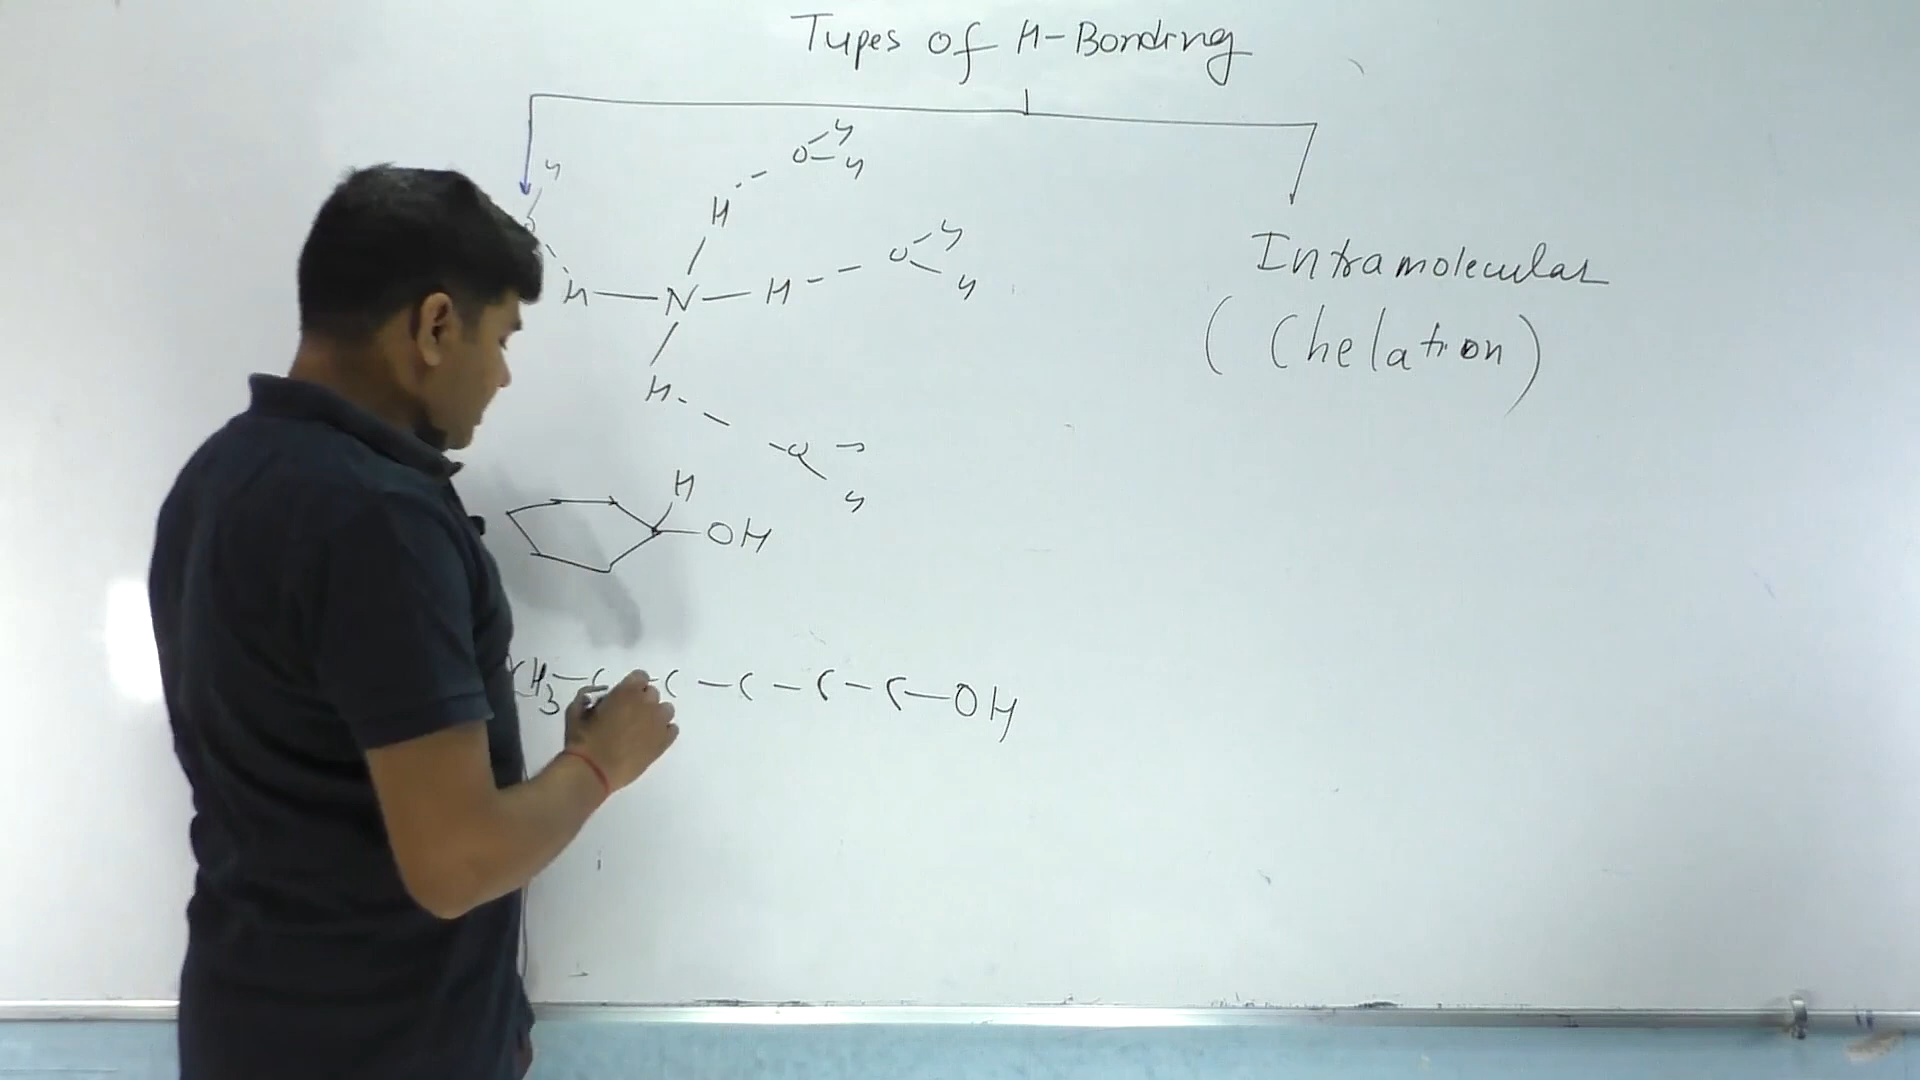 Types of H-Bonding
H
O H
H
H
O H
H
H — N — H
H
O
H
H
OH
CH3 — C — C — C — C — C — OH
Intramolecular
(Chelation)